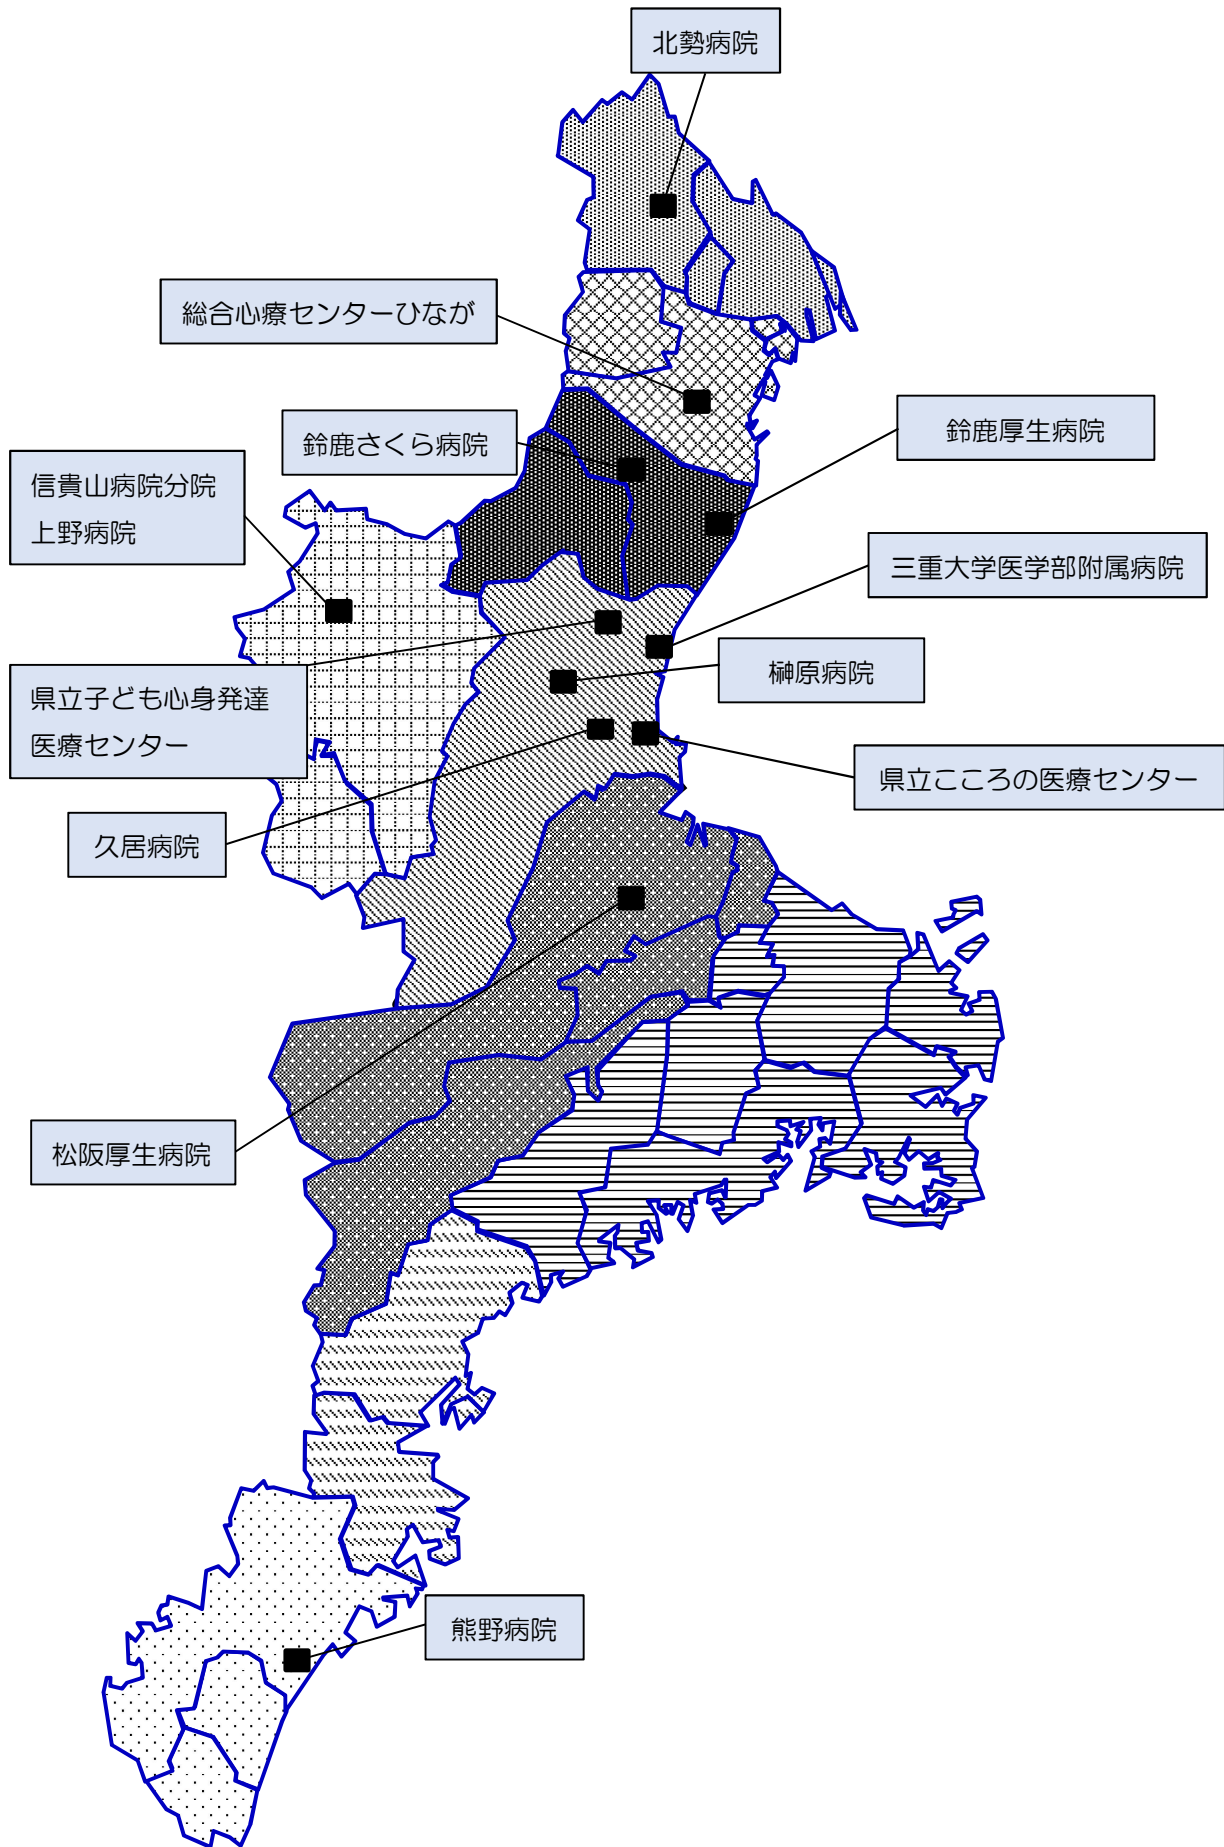 北勢病院
総合心療センターひなが
鈴鹿さくら病院
鈴鹿厚生病院
信貴山病院分院
上野病院
三重大学医学部附属病院
榊原病院
県立子ども心身発達
医療センター
県立こころの医療センター
久居病院
松阪厚生病院
熊野病院